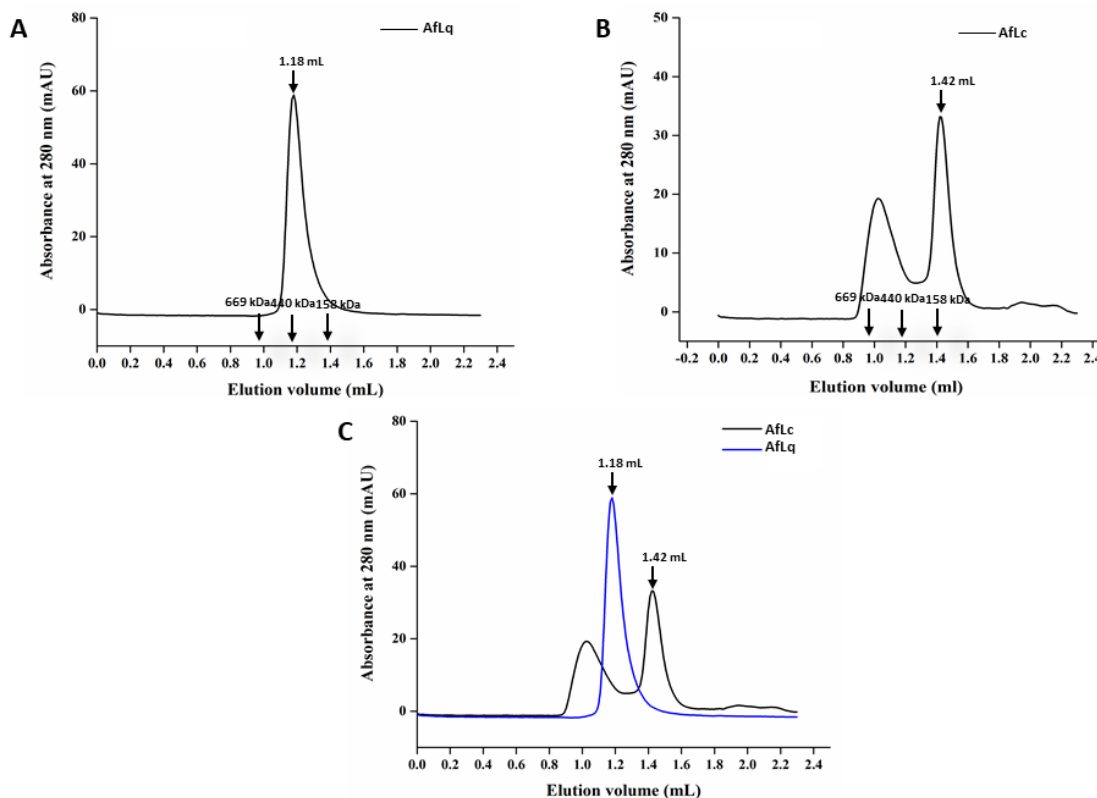 A
AfLq
1.18 mL
Absorbance at 280 nm (mAU)
80
60
40
20
0
669 kDa 440 kDa 158 kDa
0.0 0.2 0.4 0.6 0.8 1.0 1.2 1.4 1.6 1.8 2.0 2.2 2.4
Elution volume (mL)
B
AfLc
1.42 mL
Absorbance at 280 nm (mAU)
50
40
30
20
10
0
669 kDa 440 kDa 158 kDa
-0.2 0.0 0.2 0.4 0.6 0.8 1.0 1.2 1.4 1.6 1.8 2.0 2.2 2.4
Elution volume (ml)
C
AfLc
AfLq
1.18 mL
1.42 mL
Absorbance at 280 nm (mAU)
80
60
40
20
0
0.0 0.2 0.4 0.6 0.8 1.0 1.2 1.4 1.6 1.8 2.0 2.2 2.4
Elution volume (mL)